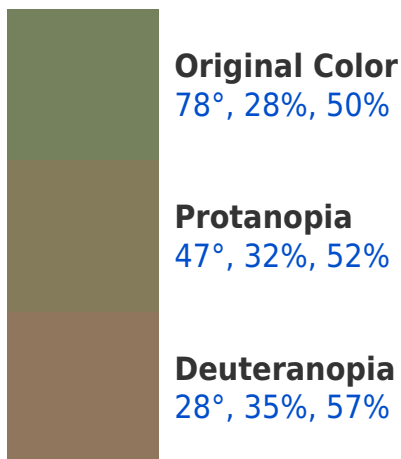 Original Color
78°, 28%, 50%
Protanopia
47°, 32%, 52%
Deuteranopia
28°, 35%, 57%